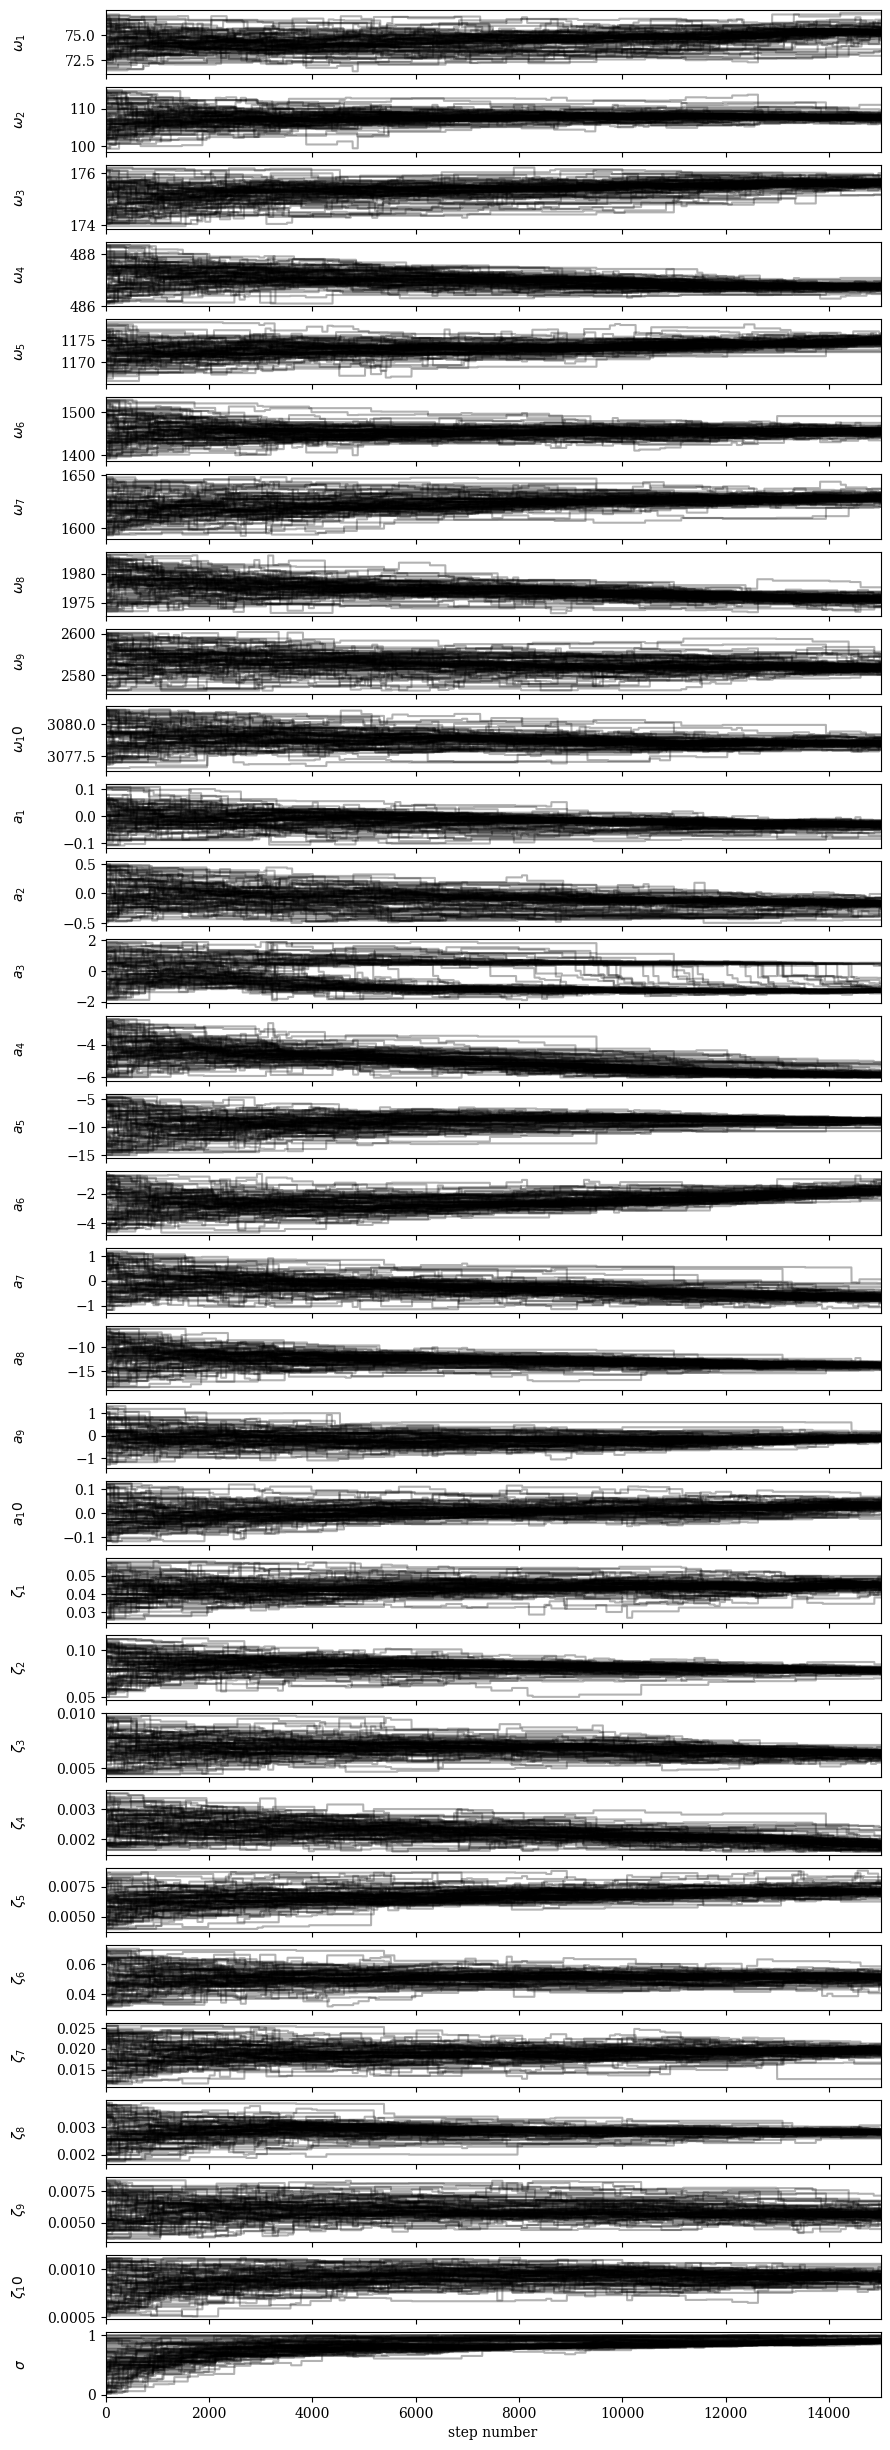 ω₁ 75.0 72.5
ω₂ 110 100
ω₃ 176 174
ω₄ 488 486
ω₅ 1175 1170
ω₆ 1500 1400
ω₇ 1650 1600
ω₈ 1980 1975
ω₉ 2600 2580
ω₁0 3080.0 3077.5
a₁ 0.1 0.0 −0.1
a₂ 0.5 0.0 −0.5
a₃ 2 0 −2
a₄ −4 −6
a₅ −5 −10 −15
a₆ −2 −4
a₇ 1 0 −1
a₈ −10 −15
a₉ 1 0 −1
a₁0 0.1 0.0 −0.1
ζ₁ 0.05 0.04 0.03
ζ₂ 0.10 0.05
ζ₃ 0.010 0.005
ζ₄ 0.003 0.002
ζ₅ 0.0075 0.0050
ζ₆ 0.06 0.04
ζ₇ 0.025 0.020 0.015
ζ₈ 0.003 0.002
ζ₉ 0.0075 0.0050
ζ₁0 0.0010 0.0005
σ 1 0
0 2000 4000 6000 8000 10000 12000 14000
step number